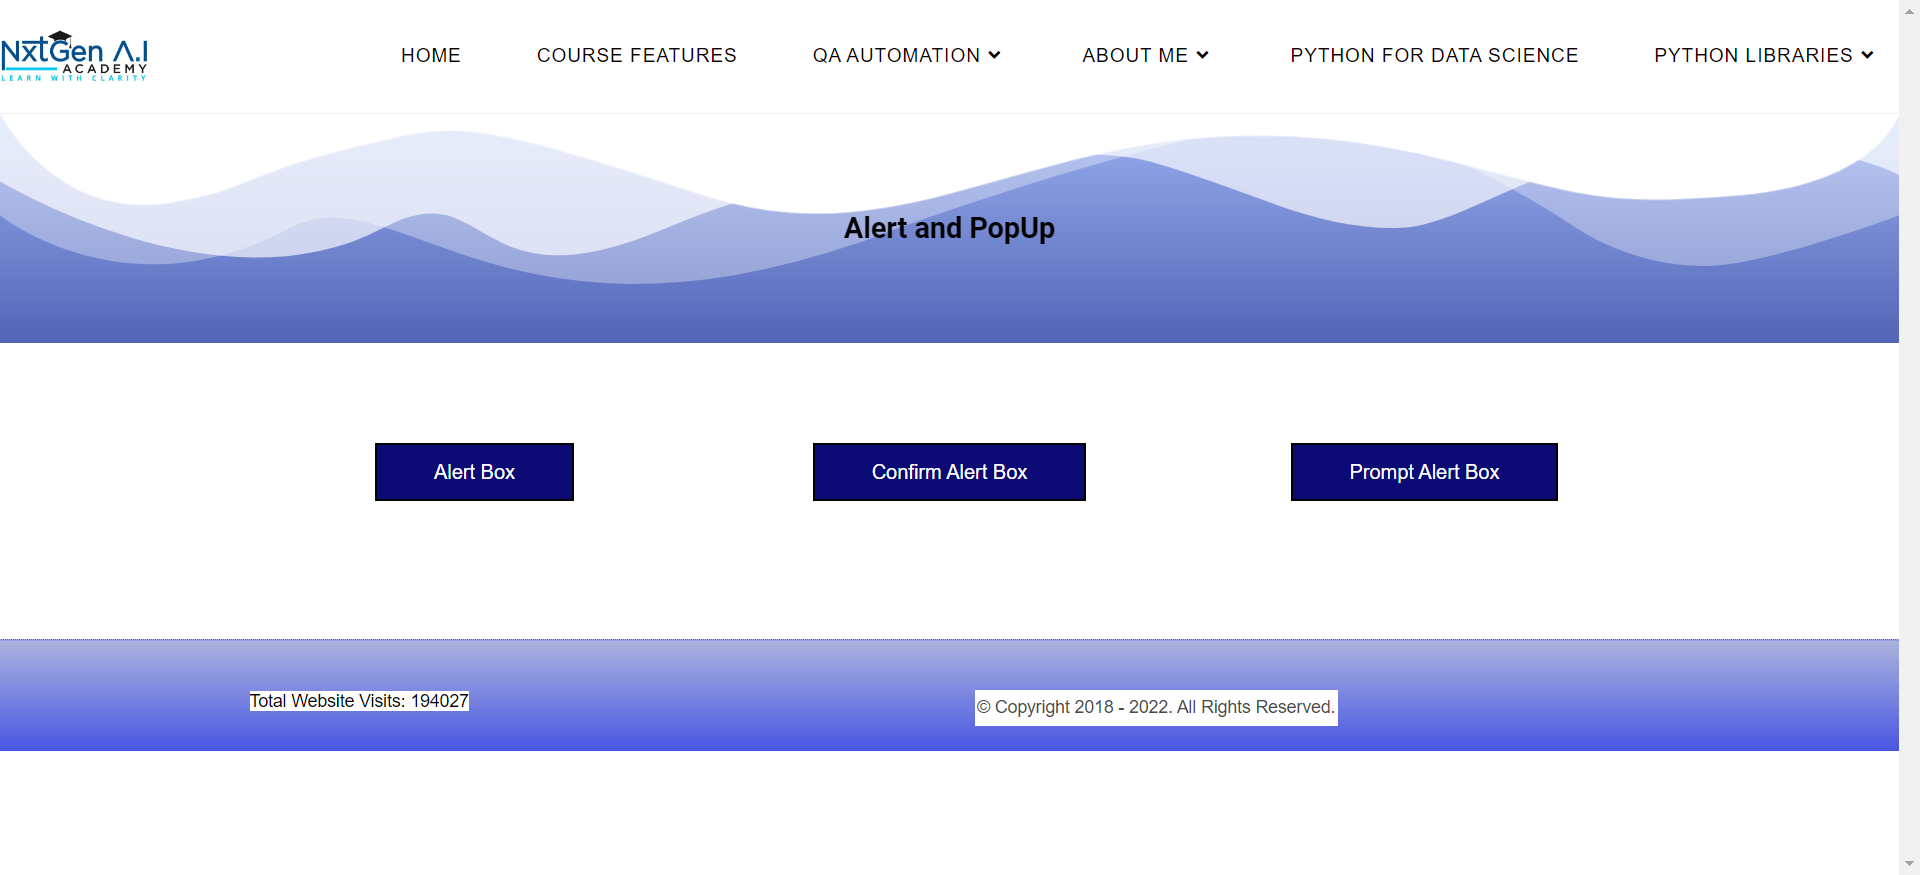 NxtGen A.I
ACADEMY
LEARN WITH CLARITY
HOME COURSE FEATURES QA AUTOMATION ABOUT ME PYTHON FOR DATA SCIENCE PYTHON LIBRARIES
Alert and PopUp
Alert Box Confirm Alert Box Prompt Alert Box
Total Website Visits: 194027
© Copyright 2018 - 2022. All Rights Reserved.